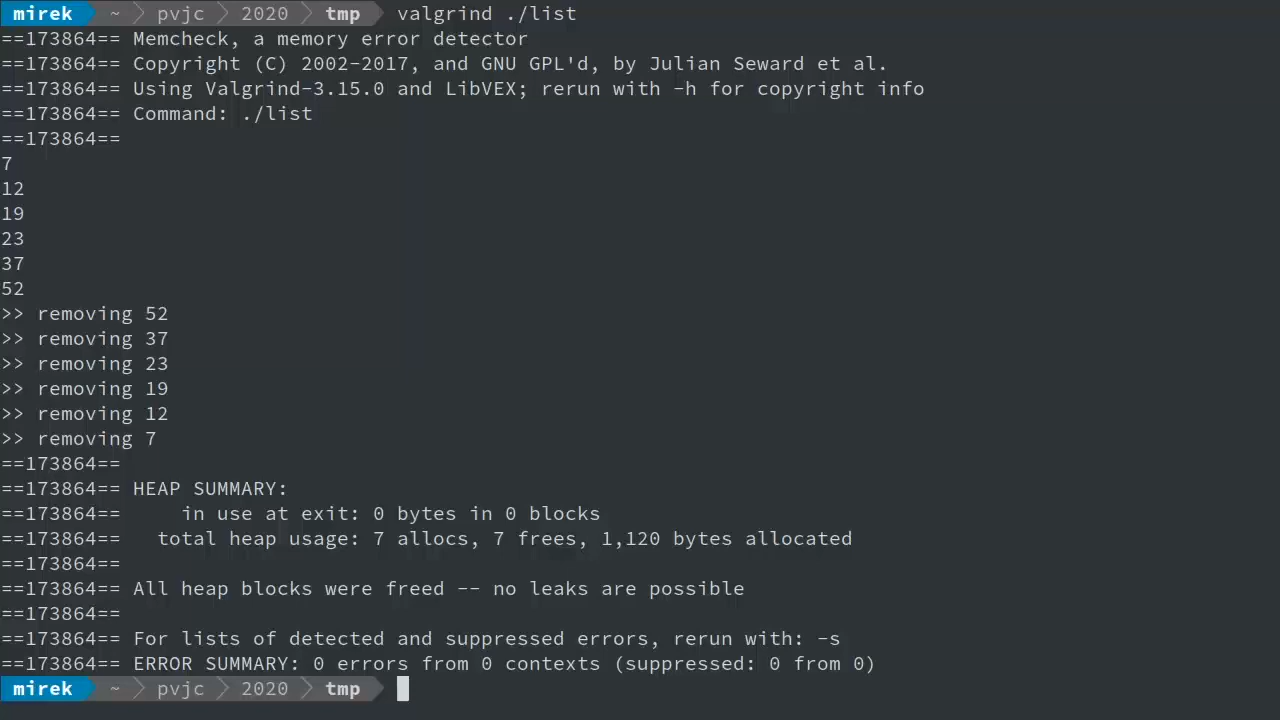 mirek ~ pvjc 2020 tmp valgrind ./list
==173864== Memcheck, a memory error detector
==173864== Copyright (C) 2002-2017, and GNU GPL'd, by Julian Seward et al.
==173864== Using Valgrind-3.15.0 and LibVEX; rerun with -h for copyright info
==173864== Command: ./list
==173864==
7
12
19
23
37
52
>> removing 52
>> removing 37
>> removing 23
>> removing 19
>> removing 12
>> removing 7
==173864==
==173864== HEAP SUMMARY:
==173864==     in use at exit: 0 bytes in 0 blocks
==173864==   total heap usage: 7 allocs, 7 frees, 1,120 bytes allocated
==173864==
==173864== All heap blocks were freed -- no leaks are possible
==173864==
==173864== For lists of detected and suppressed errors, rerun with: -s
==173864== ERROR SUMMARY: 0 errors from 0 contexts (suppressed: 0 from 0)
mirek ~ pvjc 2020 tmp